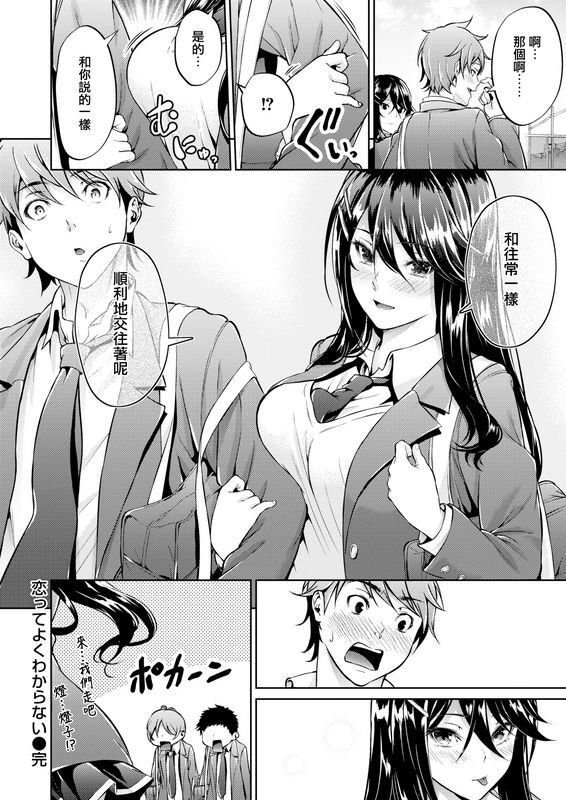 啊…
那個啊……
!?
ぐいっ
是的…
和你説的一樣
むにゅっ
和往常一樣
順利地交往著呢
來…我們走吧
燈…燈子!?
ポカーン
恋ってよくわからない●完